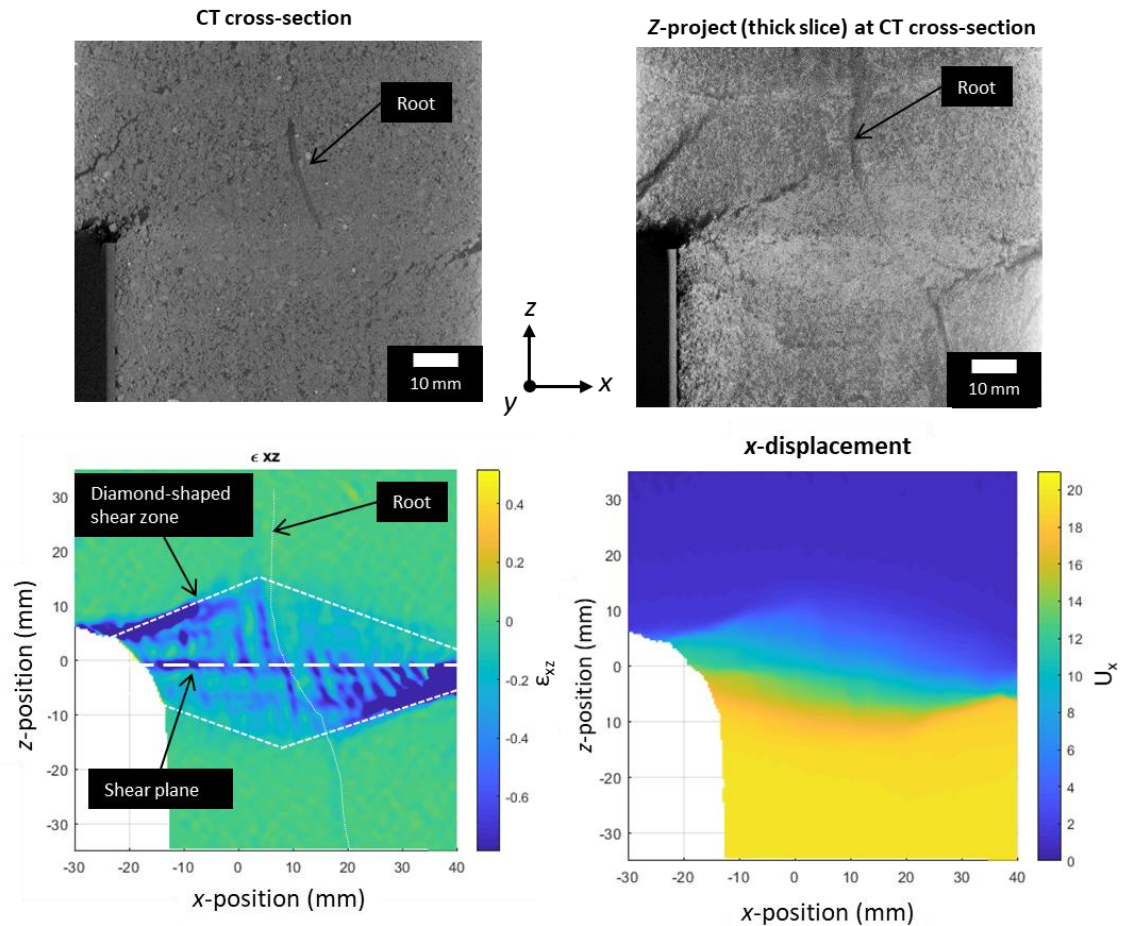 CT cross-section
Z-project (thick slice) at CT cross-section
Root
Root
10 mm
10 mm
z
x
y
ϵ xz
x-displacement
Diamond-shaped
shear zone
Root
Shear plane
30
20
10
0
-10
-20
-30
z-position (mm)
-30
-20
-10
0
10
20
30
40
x-position (mm)
0.4
0.2
0
-0.2
-0.4
-0.6
ε_xz
30
20
10
0
-10
-20
-30
z-position (mm)
-30
-20
-10
0
10
20
30
40
x-position (mm)
20
18
16
14
12
10
8
6
4
2
0
U_x